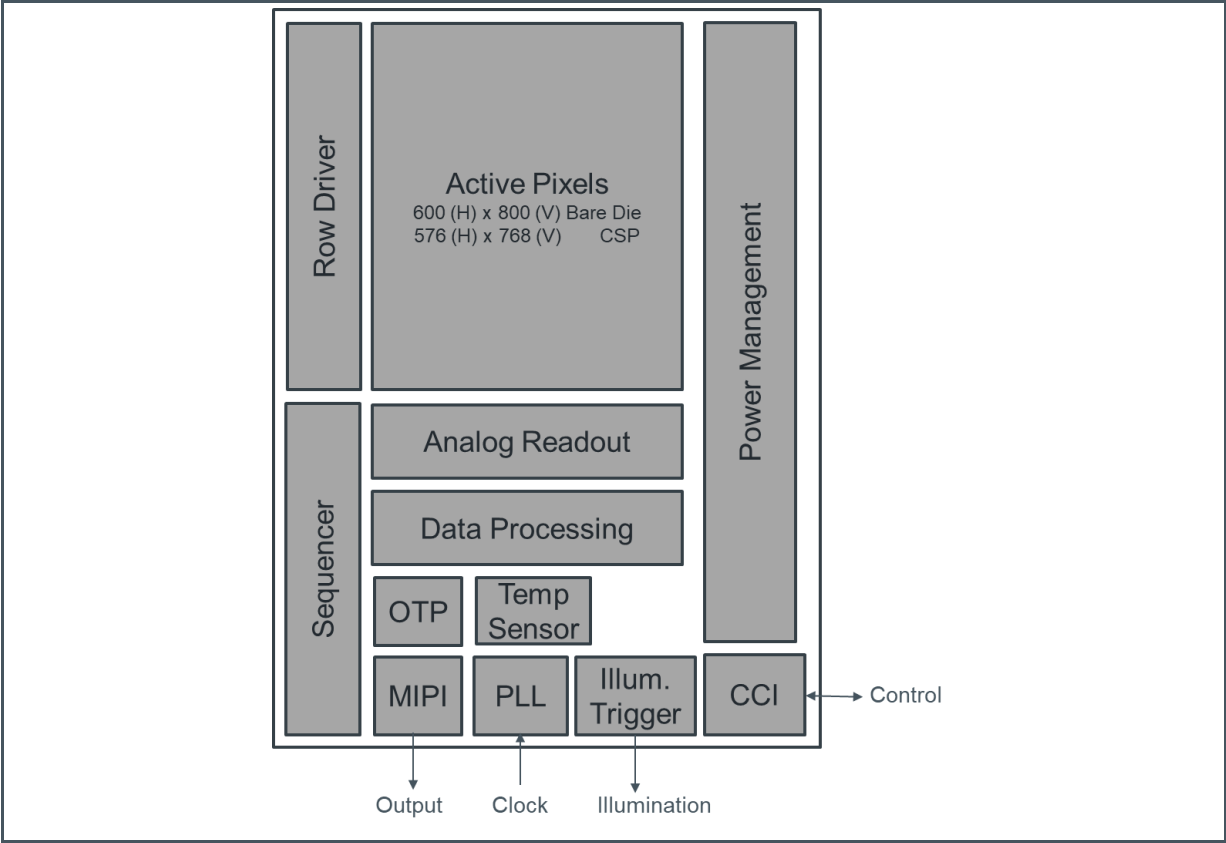 Row Driver
Active Pixels
600 (H) x 800 (V) Bare Die
576 (H) x 768 (V) CSP
Power Management
Sequencer
Analog Readout
Data Processing
OTP
Temp
Sensor
MIPI
PLL
Illum.
Trigger
CCI
Control
Output
Clock
Illumination